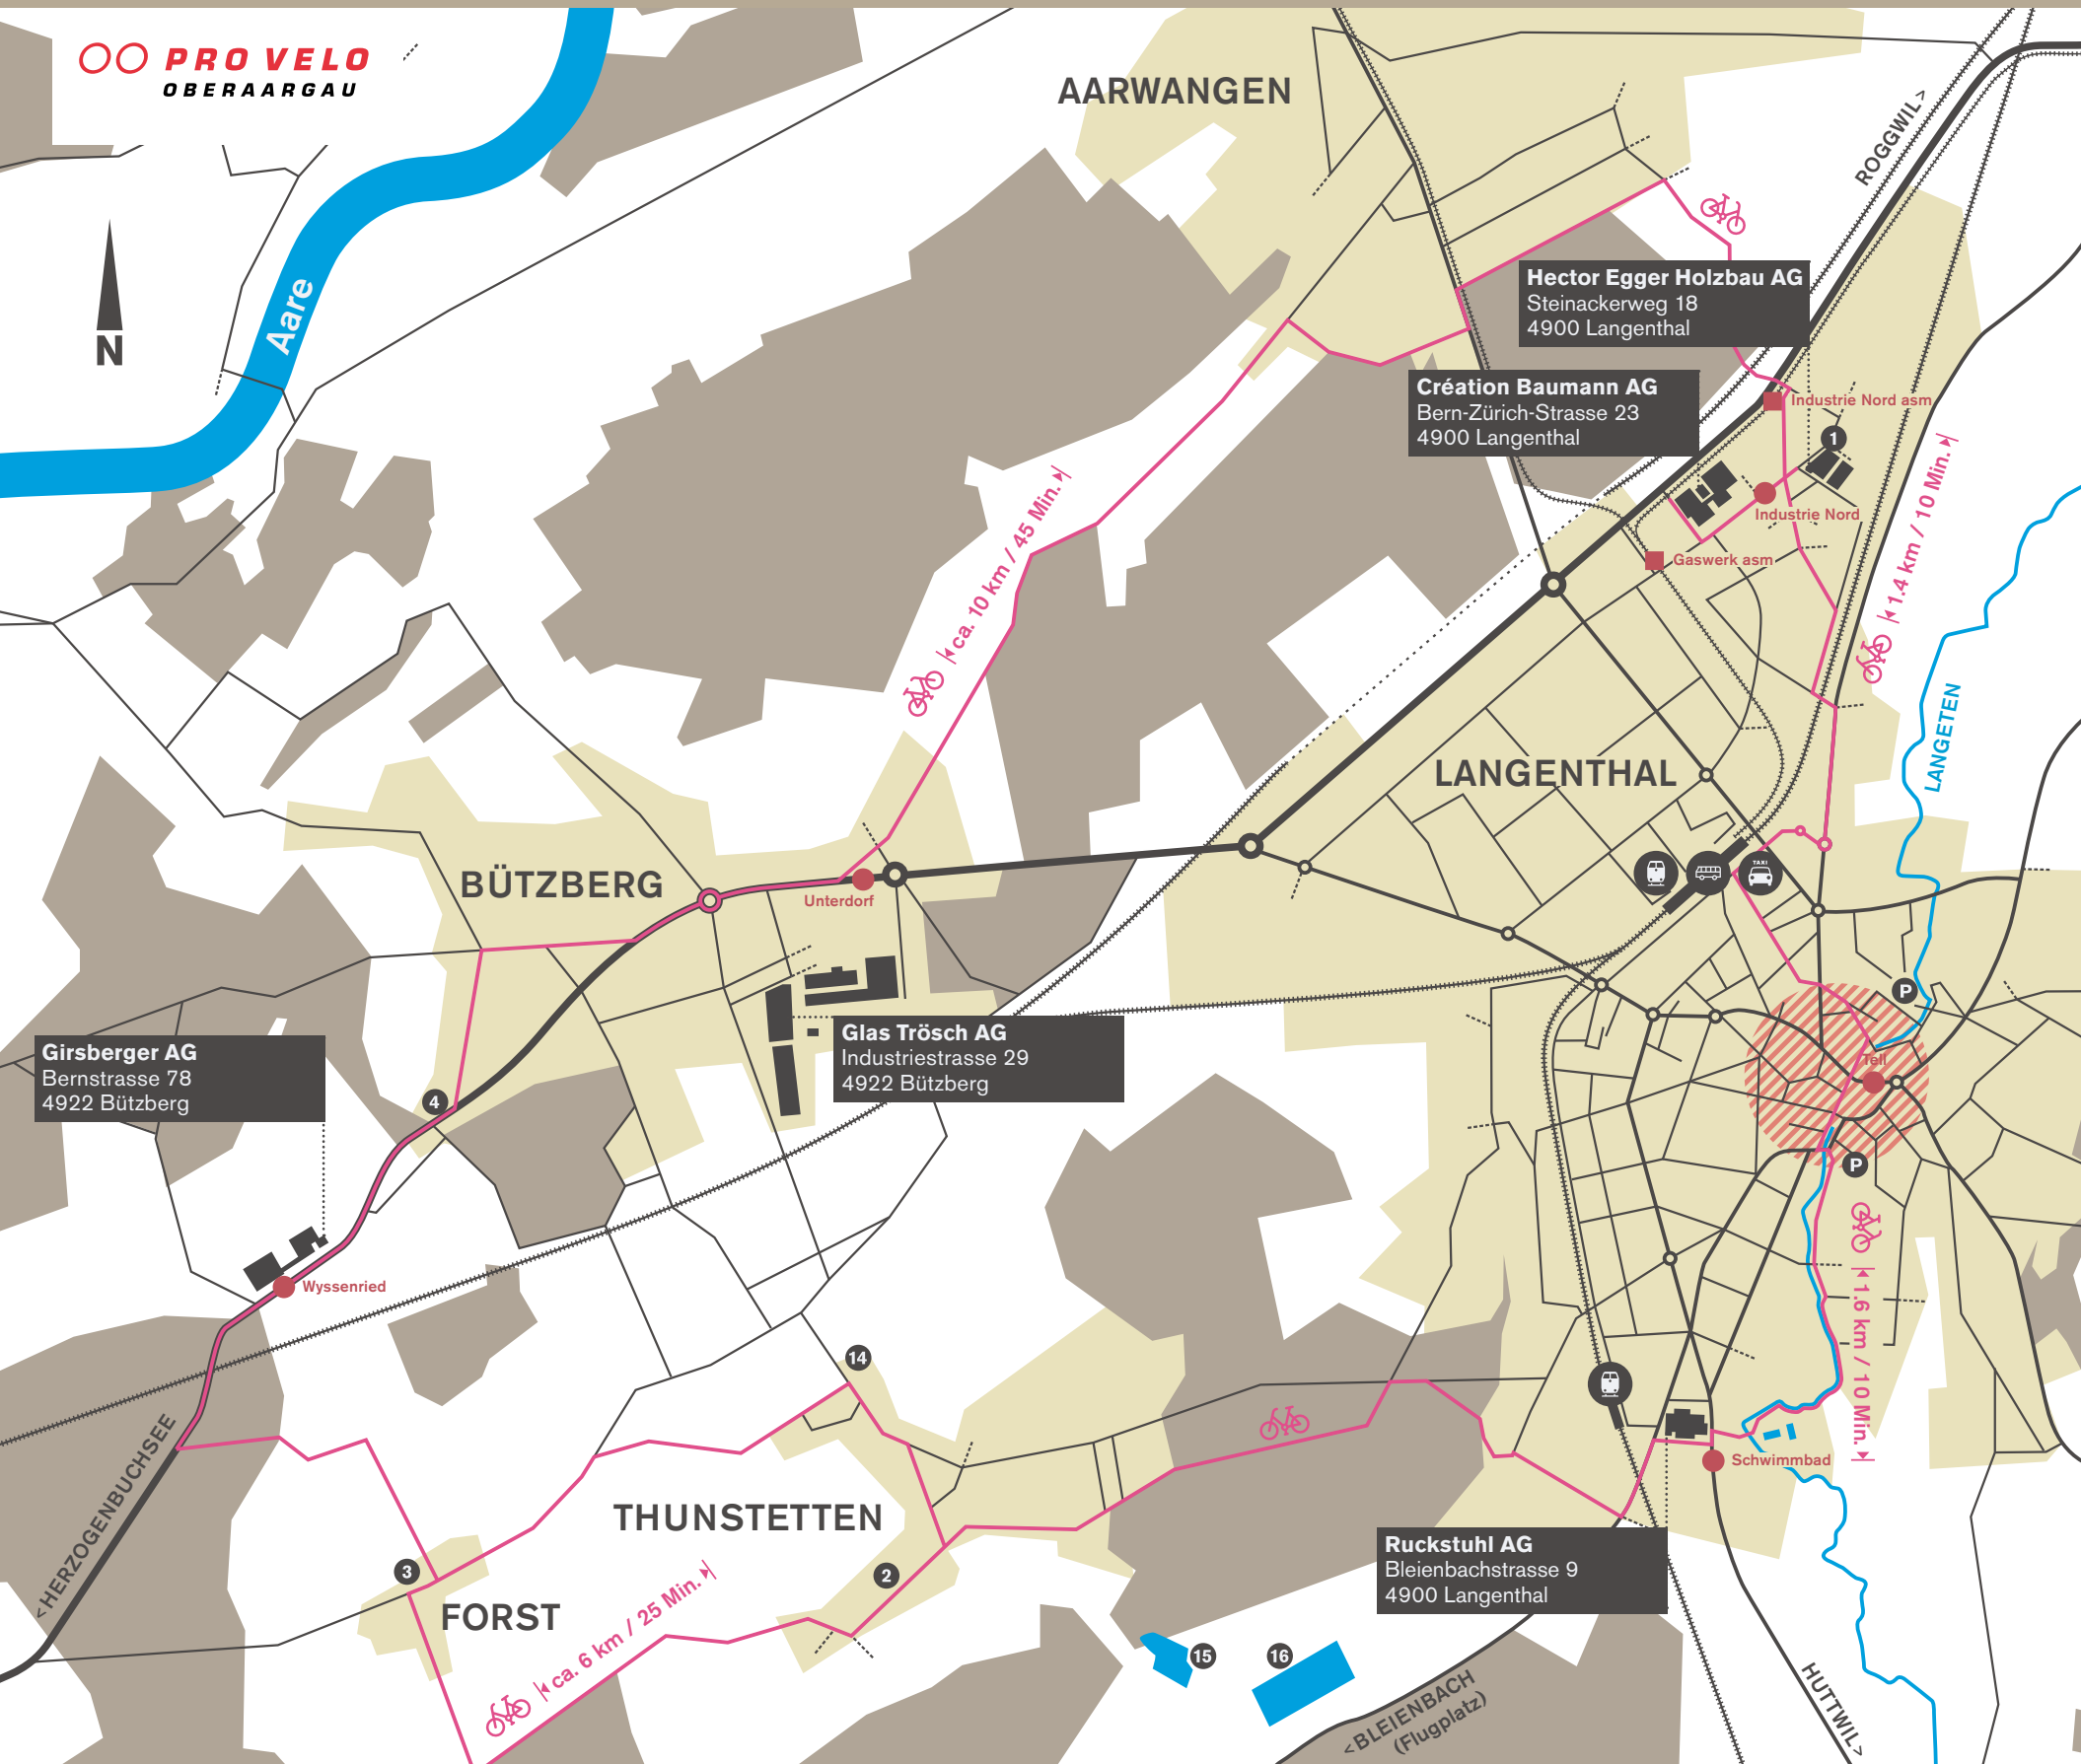 PRO VELO
OBERAARGAU
AARWANGEN
ROGGWIL>
Aare
N
Hector Egger Holzbau AG
Steinackerweg 18
4900 Langenthal
Création Baumann AG
Bern-Zürich-Strasse 23
4900 Langenthal
Industrie Nord asm
1
Industrie Nord
Gaswerk asm
ca. 10 km / 45 Min.
1.4 km / 10 Min.
LANGETEN
LANGENTHAL
TAXI
BÜTZBERG
Unterdorf
P
Glas Trösch AG
Industriestrasse 29
4922 Bützberg
Girsberger AG
Bernstrasse 78
4922 Bützberg
4
Tell
P
Wyssenried
1.6 km / 10 Min.
14
<HERZOGENBUCHSEE
Schwimmbad
THUNSTETTEN
Ruckstuhl AG
Bleienbachstrasse 9
4900 Langenthal
3
2
FORST
ca. 6 km / 25 Min.
15
16
<BLEIENBACH
(Flugplatz)
HUTTWIL>